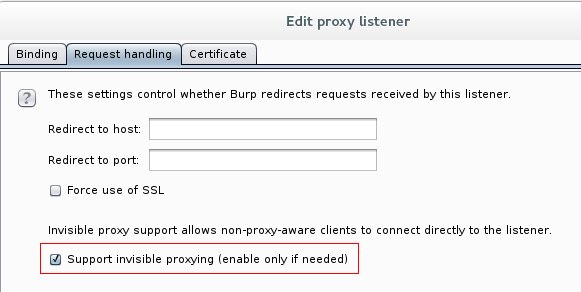 Edit proxy listener
Binding Request handling Certificate
? These settings control whether Burp redirects requests received by this listener.
Redirect to host:
Redirect to port:
Force use of SSL
Invisible proxy support allows non-proxy-aware clients to connect directly to the listener.
Support invisible proxying (enable only if needed)